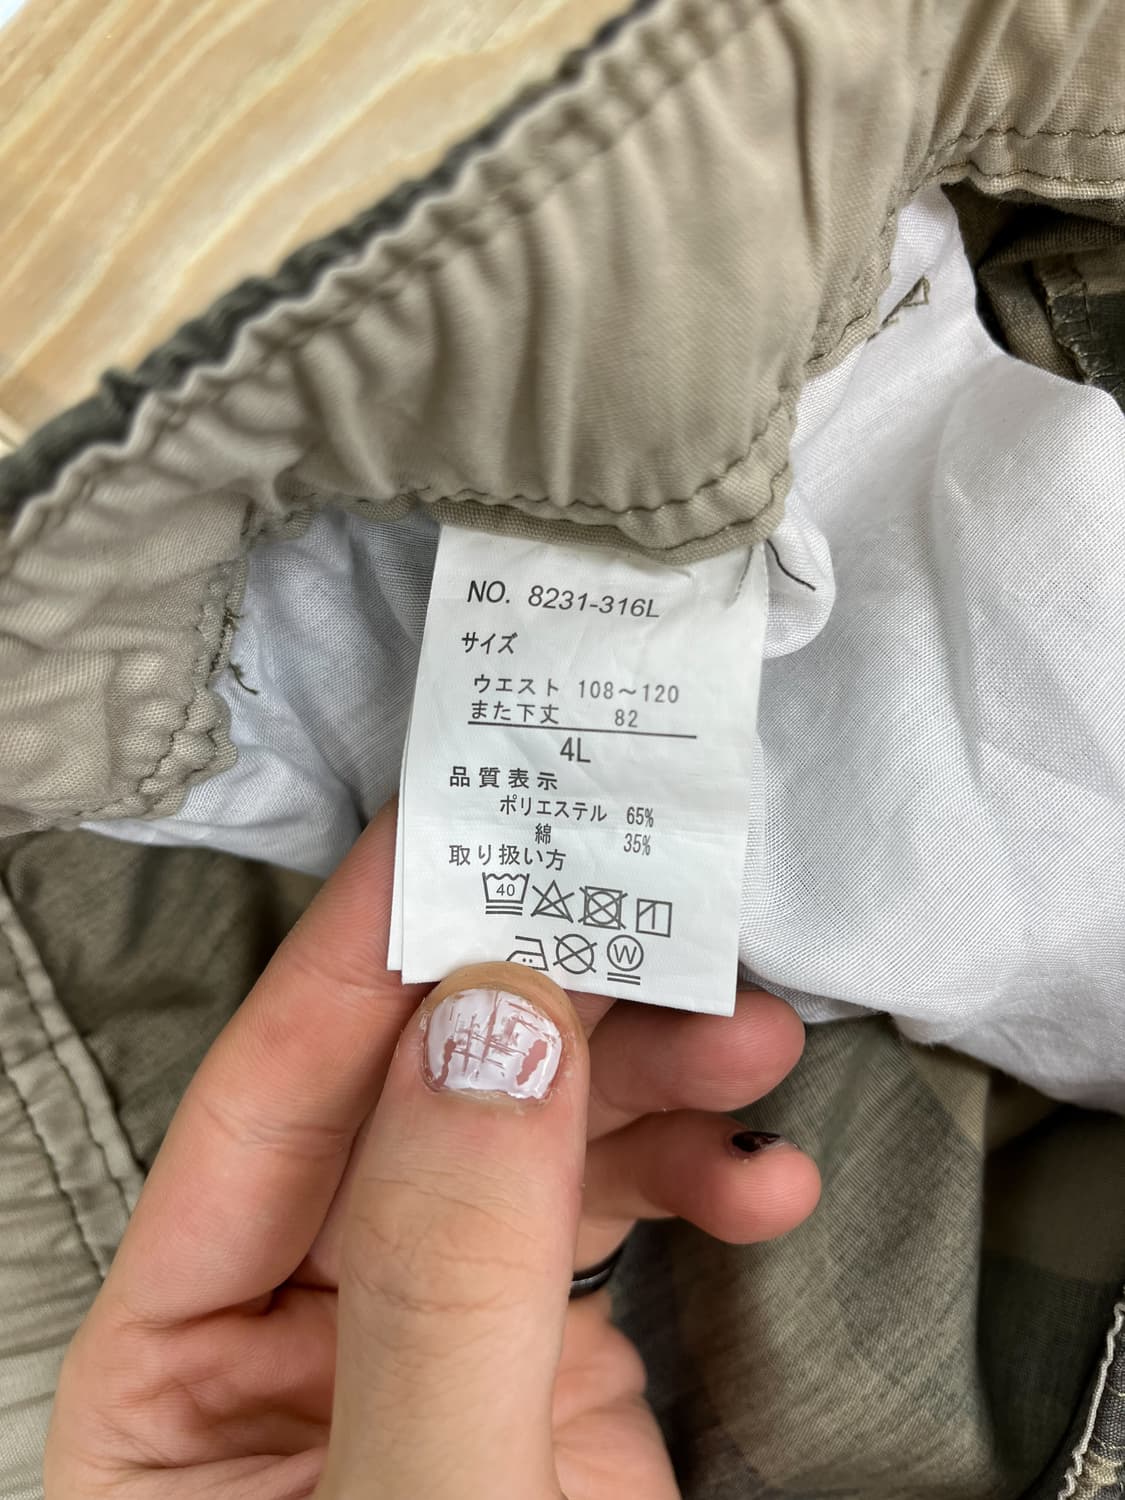 NO. 8231-316L
サイズ
ウエスト 108～120
また下丈 82
4L
品質表示
ポリエステル 65%
綿 35%
取り扱い方
40
W